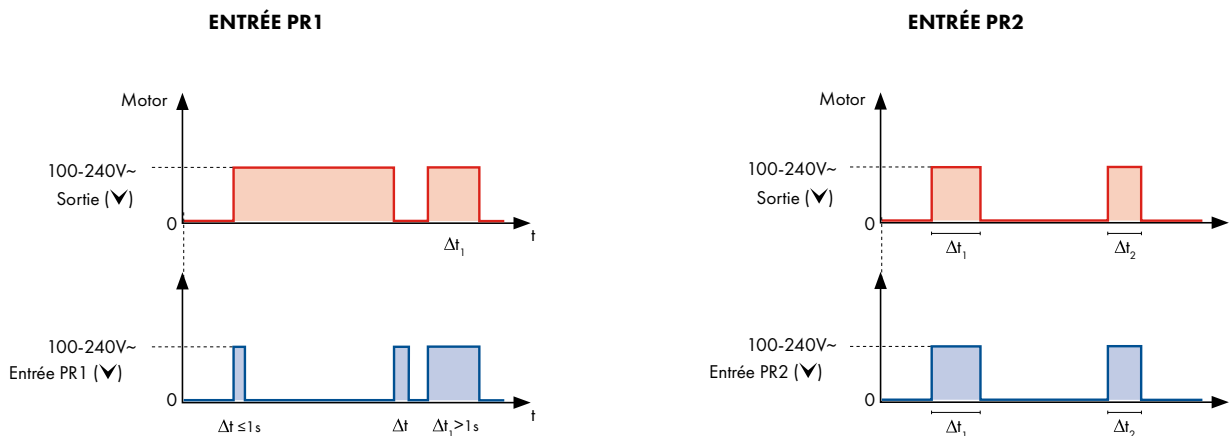 ENTRÉE PR1
Motor
100-240V~
Sortie (⮟)
0
t
Δt₁
100-240V~
Entrée PR1 (⮟)
0
t
Δt ≤1s
Δt
Δt₁>1s
ENTRÉE PR2
Motor
100-240V~
Sortie (⮟)
0
Δt₁
Δt₂
100-240V~
Entrée PR2 (⮟)
0
Δt₁
Δt₂